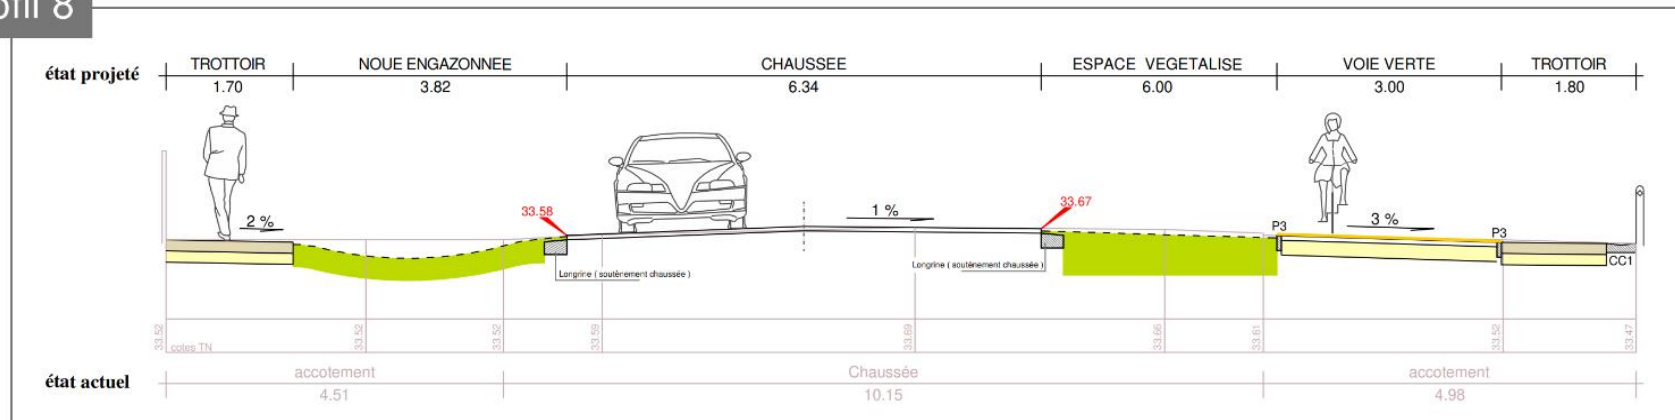 ofil 8
état projeté
TROTTOIR NOUE ENGAZONNEE CHAUSSEE ESPACE VEGETALISE VOIE VERTE TROTTOIR
1.70 3.82 6.34 6.00 3.00 1.80
33.58 33.67
2 % 1 % P3 3 % P3
Longrine ( soutènement chaussée ) Longrine ( soutènement chaussée ) CC1
33.52 33.52 33.52 33.59 33.69 33.66 33.61 33.52 33.47
cotes TN
état actuel
accotement Chaussée accotement
4.51 10.15 4.98